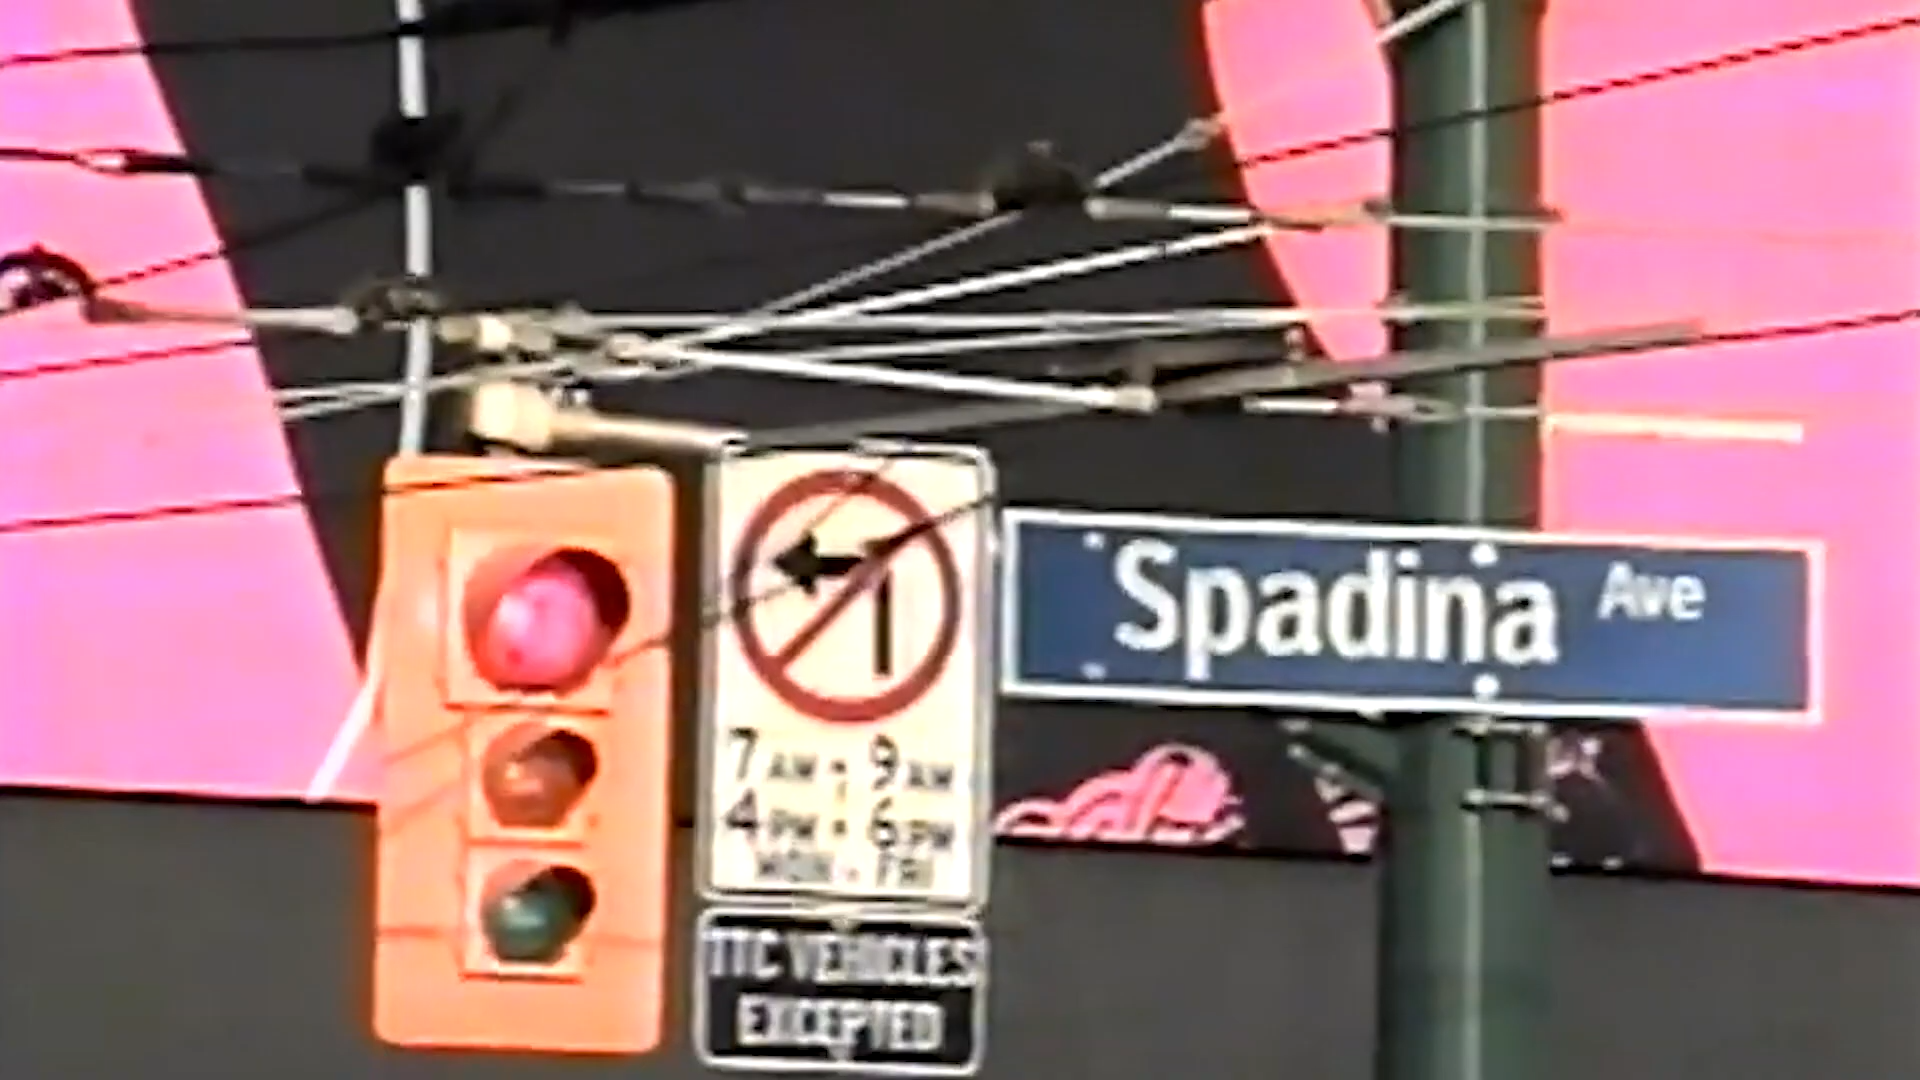 7 AM - 9 AM
4 PM - 6 PM
MON - FRI
TTC VEHICLES
EXCEPTED
Spadina Ave